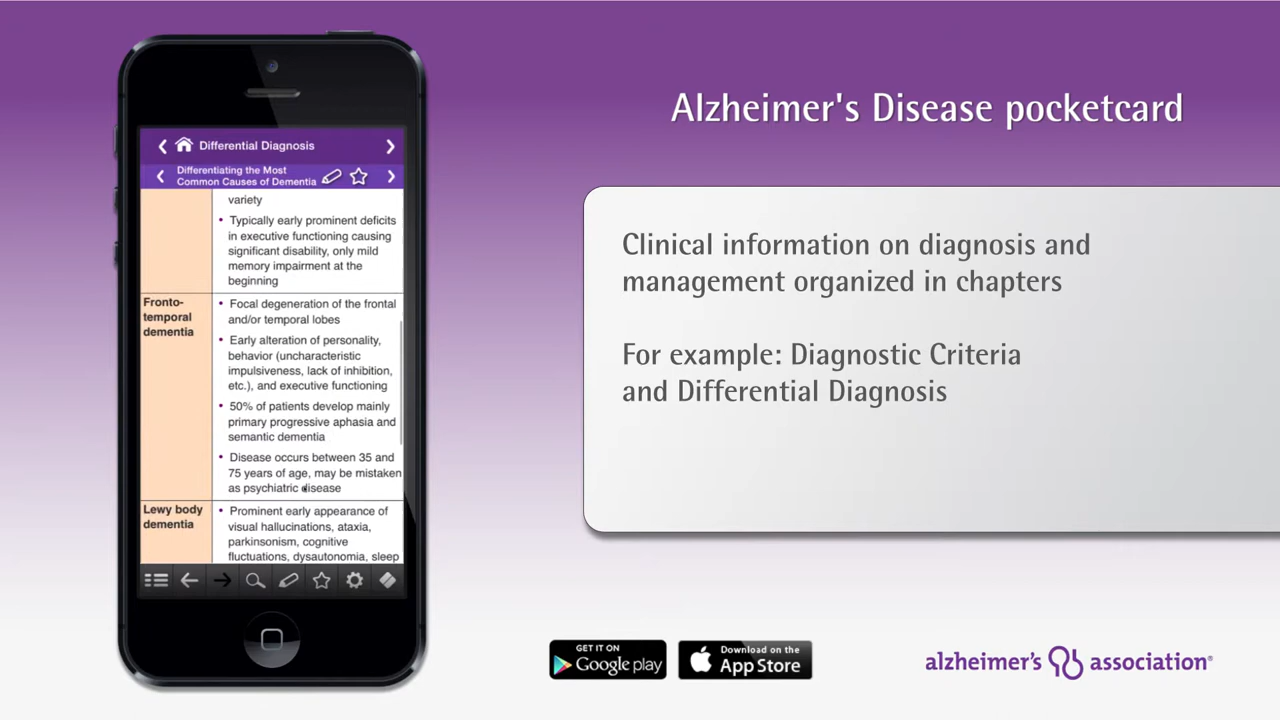 Differential Diagnosis
Differentiating the Most
Common Causes of Dementia
variety
• Typically early prominent deficits
in executive functioning causing
significant disability, only mild
memory impairment at the
beginning
Fronto-
temporal
dementia
• Focal degeneration of the frontal
and/or temporal lobes
• Early alteration of personality,
behavior (uncharacteristic
impulsiveness, lack of inhibition,
etc.), and executive functioning
• 50% of patients develop mainly
primary progressive aphasia and
semantic dementia
• Disease occurs between 35 and
75 years of age, may be mistaken
as psychiatric disease
Lewy body
dementia
• Prominent early appearance of
visual hallucinations, ataxia,
parkinsonism, cognitive
fluctuations, dysautonomia, sleep
Alzheimer's Disease pocketcard
Clinical information on diagnosis and
management organized in chapters
For example: Diagnostic Criteria
and Differential Diagnosis
GET IT ON
Google play
Download on the
App Store
alzheimer's association®